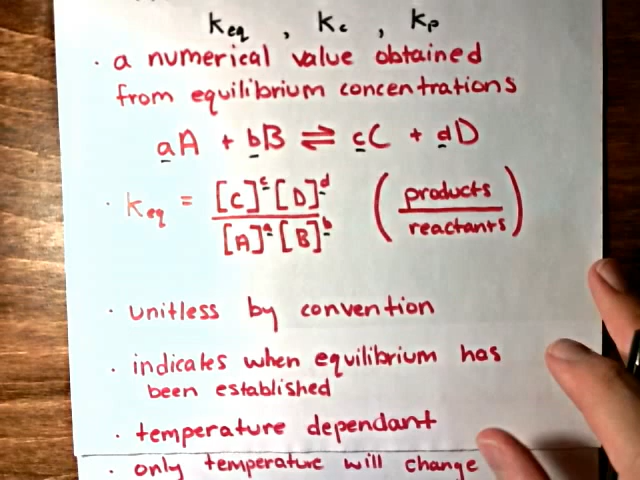 Keq , Kc , Kp
· a numerical value obtained
from equilibrium concentrations
aA + bB ⇌ cC + dD
· Keq = [C]^c [D]^d / [A]^a [B]^b (products / reactants)
· unitless by convention
· indicates when equilibrium has
been established
· temperature dependant
· only temperature will change